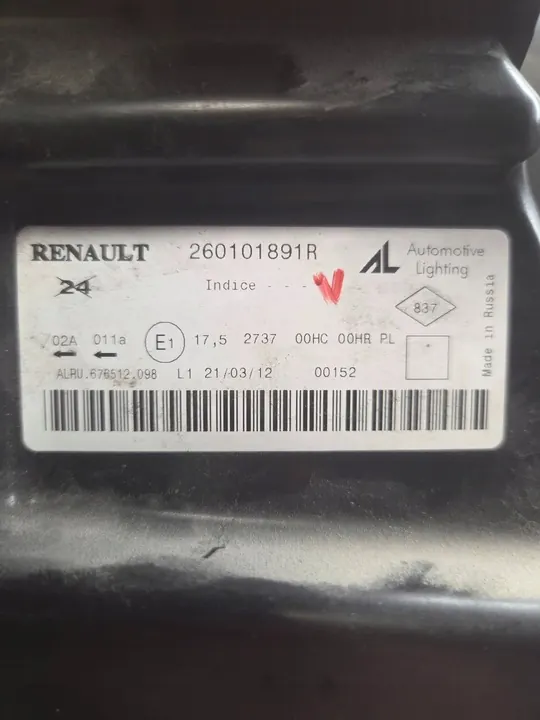 RENAULT 260101891R AL Automotive Lighting
24 Indice - - - V
837
Made in Russia
02A 011a E1 17,5 2737 00HC 00HR PL
ALRU.676512.098 L1 21/03/12 00152